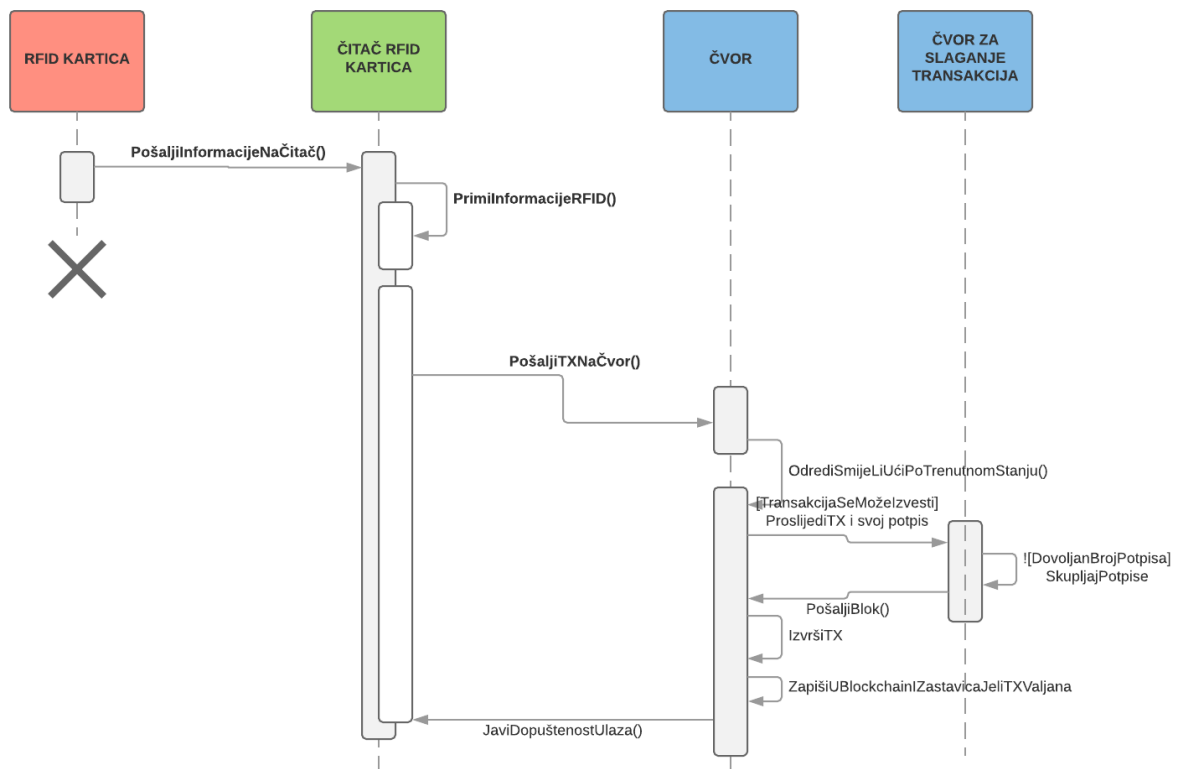 RFID KARTICA
ČITAČ RFID
KARTICA
ČVOR
ČVOR ZA
SLAGANJE
TRANSAKCIJA
PošaljiInformacijeNaČitač()
PrimiInformacijeRFID()
PošaljiTXNaČvor()
OdrediSmijeLiUćiPoTrenutnomStanju()
[TransakcijaSeMožeIzvesti]
ProslijediTX i svoj potpis
![DovoljanBrojPotpisa]
SkupljajPotpise
PošaljiBlok()
IzvršiTX
ZapišiUBlockchainIZastavicaJeliTXValjana
JaviDopuštenostUlaza()